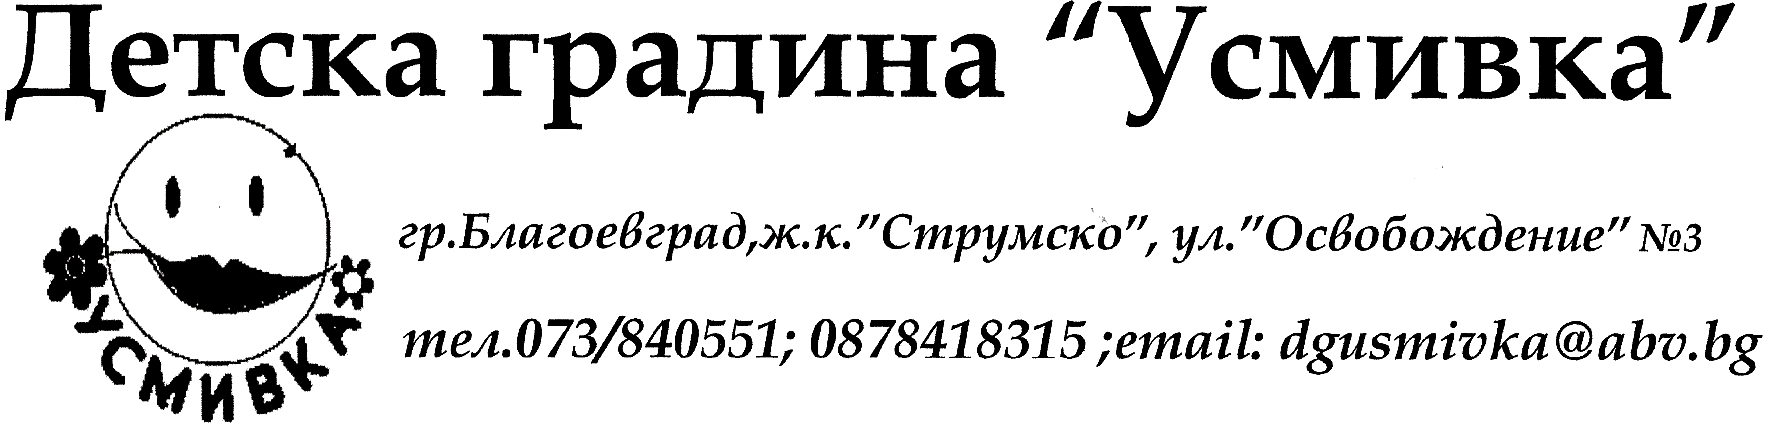 Детска градина “Усмивка”
гр.Благоевград,ж.к.”Струмско”, ул.”Освобождение” №3
тел.073/840551; 0878418315 ;email: dgusmivka@abv.bg
УСМИВКА